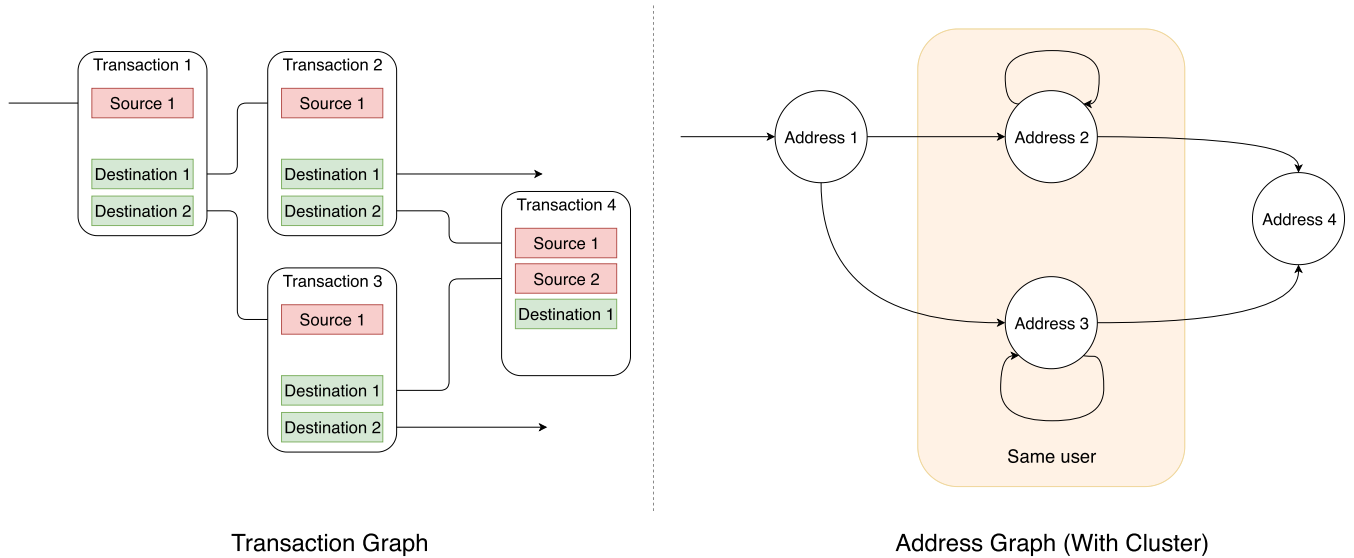 Transaction 1
Source 1
Destination 1
Destination 2
Transaction 2
Source 1
Destination 1
Destination 2
Transaction 3
Source 1
Destination 1
Destination 2
Transaction 4
Source 1
Source 2
Destination 1
Transaction Graph
Address 1
Address 2
Address 3
Address 4
Same user
Address Graph (With Cluster)